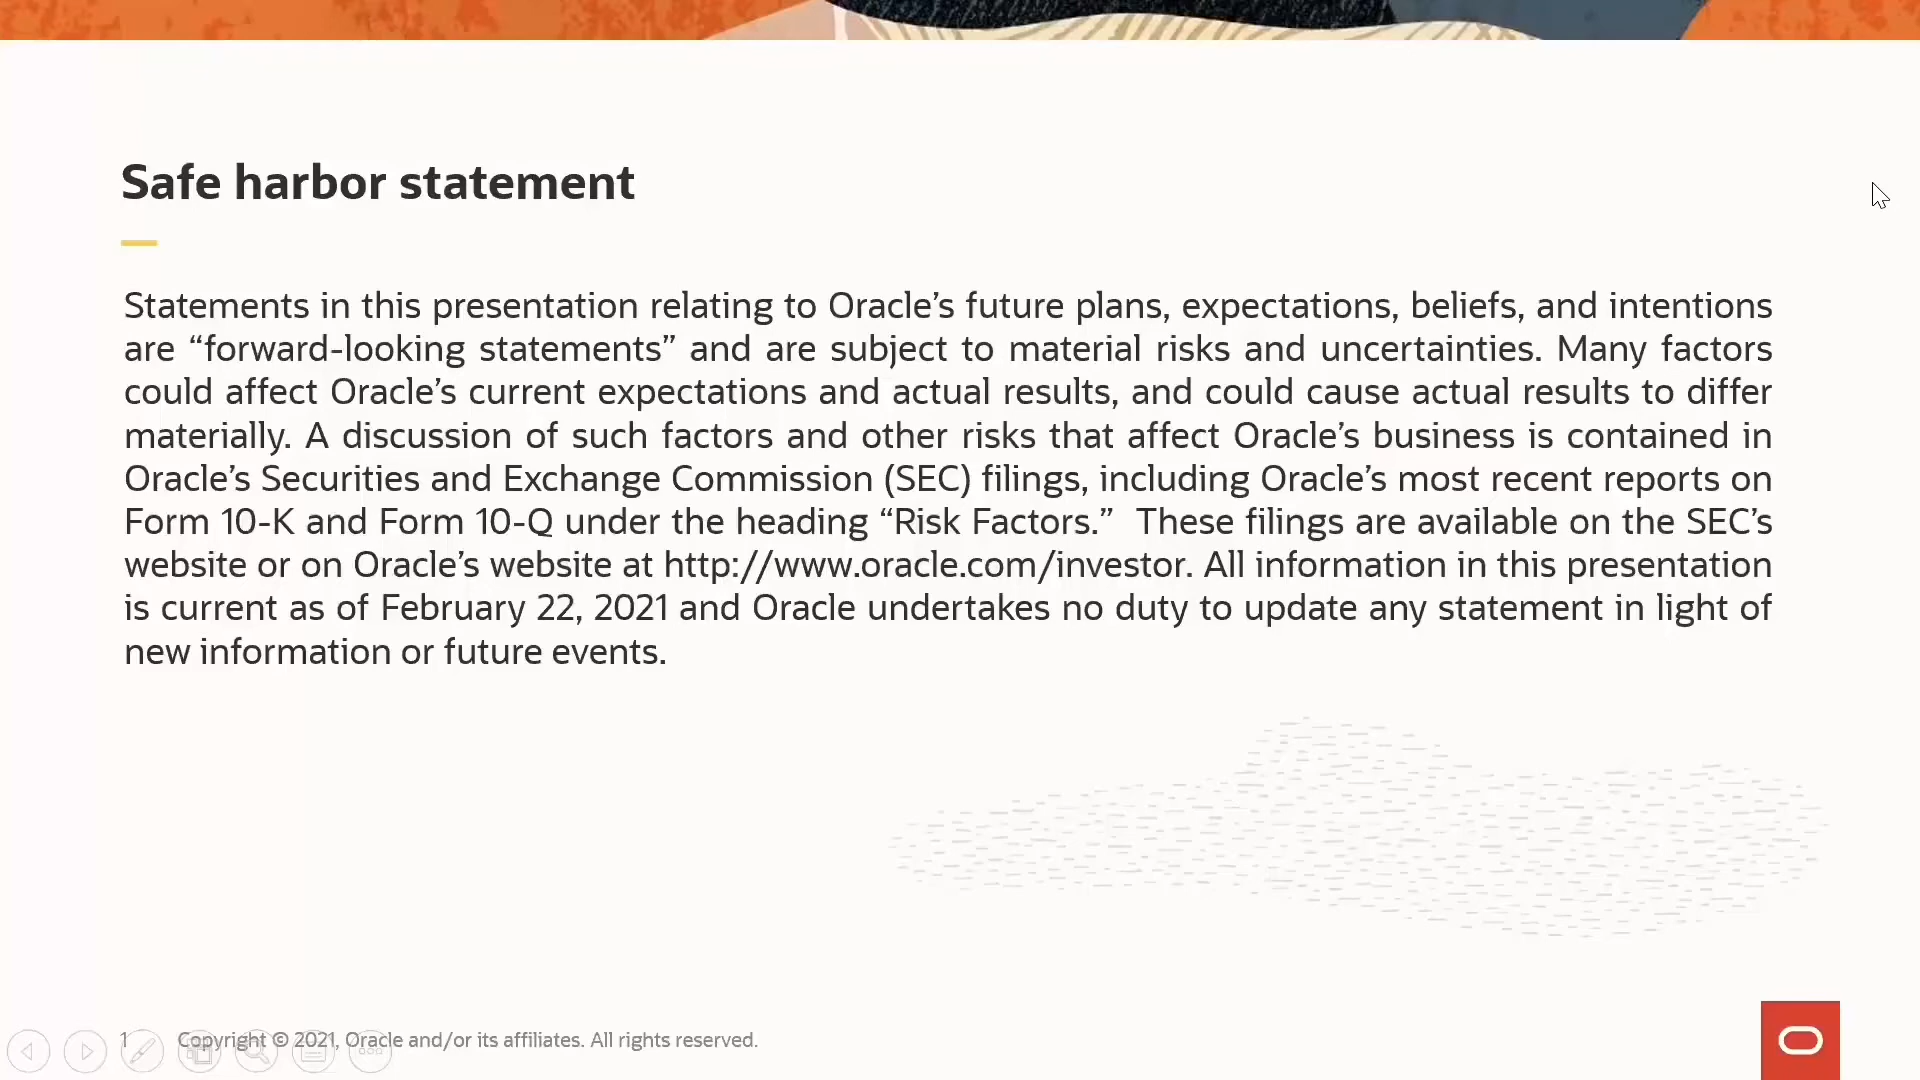 Safe harbor statement
Statements in this presentation relating to Oracle’s future plans, expectations, beliefs, and intentions
are “forward-looking statements” and are subject to material risks and uncertainties. Many factors
could affect Oracle’s current expectations and actual results, and could cause actual results to differ
materially. A discussion of such factors and other risks that affect Oracle’s business is contained in
Oracle’s Securities and Exchange Commission (SEC) filings, including Oracle’s most recent reports on
Form 10-K and Form 10-Q under the heading “Risk Factors.”  These filings are available on the SEC’s
website or on Oracle’s website at http://www.oracle.com/investor. All information in this presentation
is current as of February 22, 2021 and Oracle undertakes no duty to update any statement in light of
new information or future events.
1 Copyright © 2021, Oracle and/or its affiliates. All rights reserved.